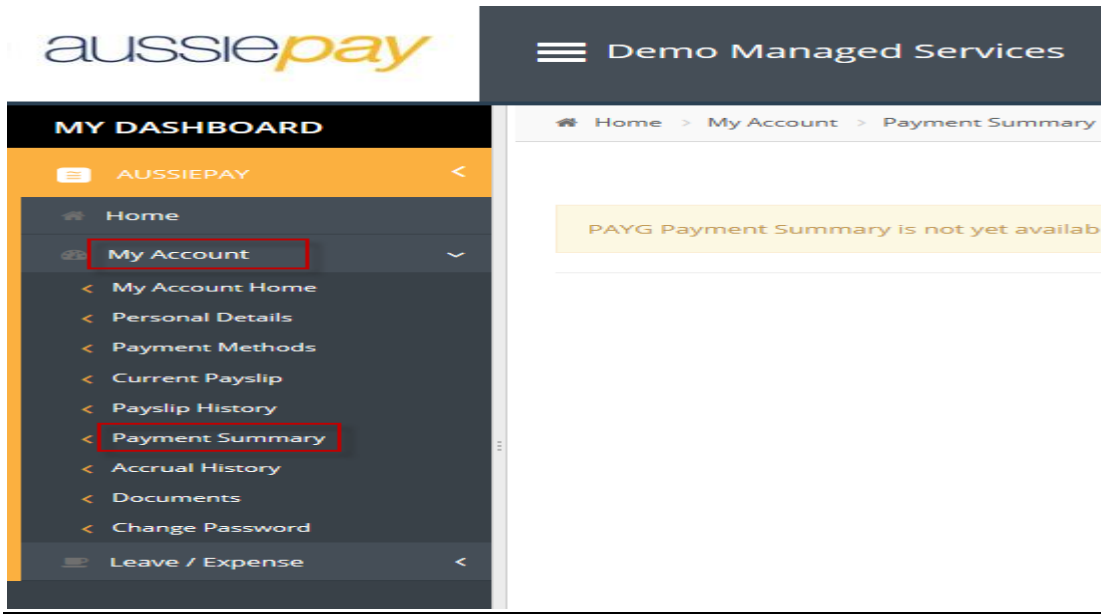 aussiepay
Demo Managed Services
MY DASHBOARD
Home > My Account > Payment Summary
AUSSIEPAY
Home
PAYG Payment Summary is not yet
My Account
My Account Home
Personal Details
Payment Methods
Current Payslip
Payslip History
Payment Summary
Accrual History
Documents
Change Password
Leave / Expense